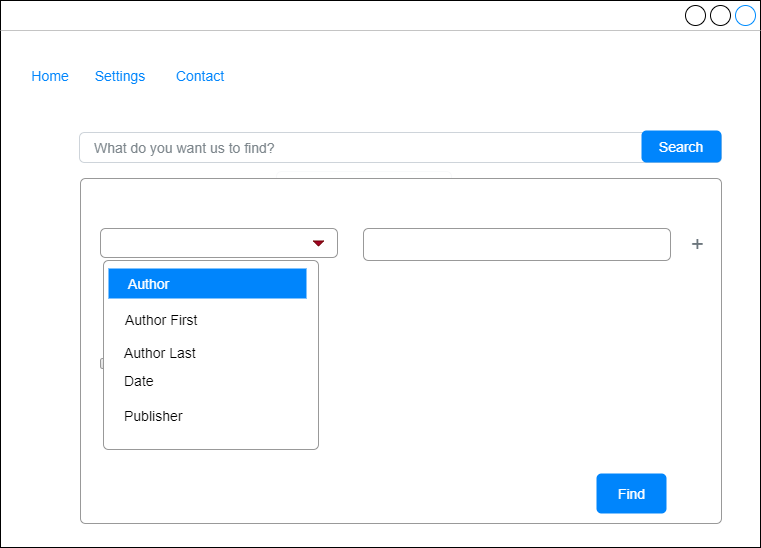 Home Settings Contact
What do you want us to find? Search
+
Author
Author First
Author Last
Date
Publisher
Find